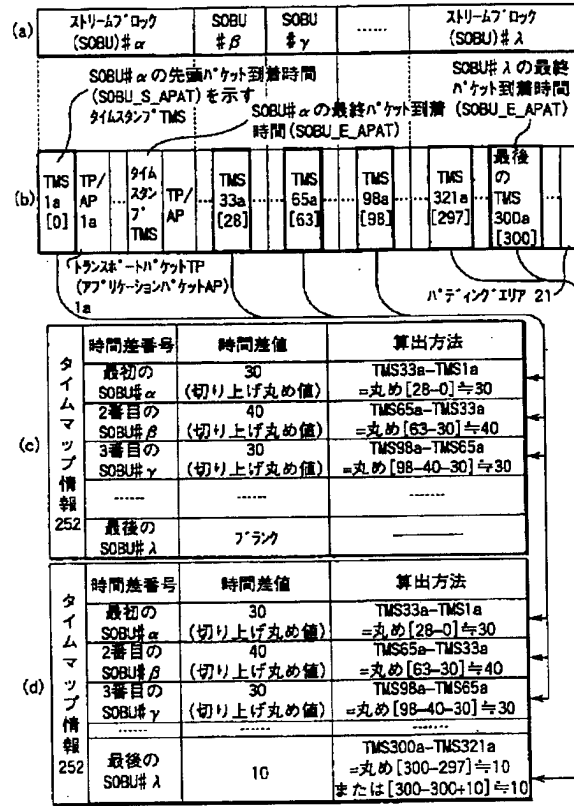 (a)
ストリームブロック
(SOBU)＃α
SOBU
＃β
SOBU
＃γ
……
ストリームブロック
(SOBU)＃λ
SOBU＃αの先頭パケット到着時間
(SOBU_S_APAT)を示す
タイムスタンプTMS
SOBU＃αの最終パケット到着
時間(SOBU_E_APAT)
SOBU＃λの最終
パケット到着時間
(SOBU_E_APAT)
(b)
TMS
1a
[0]
TP/
AP
1a
…
タイム
スタン
プ
TMS
TP/
AP
…
TMS
33a
[28]
…
TMS
65a
[63]
…
TMS
98a
[98]
…
TMS
321a
[297]
…
最後
の
TMS
300a
[300]
トランスポートパケットTP
(アプリケーションパケットAP)
1a
パディングエリア 21
(c)
タイムマップ情報
252
時間差番号
時間差値
算出方法
最初の
SOBU＃α
30
(切り上げ丸め値)
TMS33a-TMS1a
=丸め[28-0]≒30
2番目の
SOBU＃β
40
(切り上げ丸め値)
TMS65a-TMS33a
=丸め[63-30]≒40
3番目の
SOBU＃γ
30
(切り上げ丸め値)
TMS98a-TMS65a
=丸め[98-40-30]≒30
……
……
……
最後の
SOBU＃λ
ブランク
————
(d)
タイムマップ情報
252
時間差番号
時間差値
算出方法
最初の
SOBU＃α
30
(切り上げ丸め値)
TMS33a-TMS1a
=丸め[28-0]≒30
2番目の
SOBU＃β
40
(切り上げ丸め値)
TMS65a-TMS33a
=丸め[63-30]≒40
3番目の
SOBU＃γ
30
(切り上げ丸め値)
TMS98a-TMS65a
=丸め[98-40-30]≒30
……
……
……
最後の
SOBU＃λ
10
TMS300a-TMS321a
=丸め[300-297]≒10
または[300-300+10]≒10